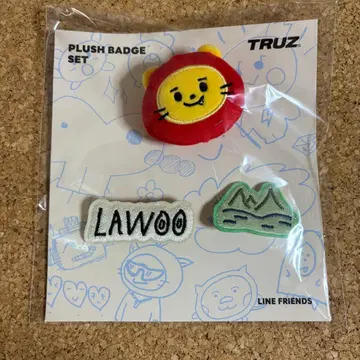 PLUSH BADGE
SET
TRUZ
LAWOO
LINE FRIENDS